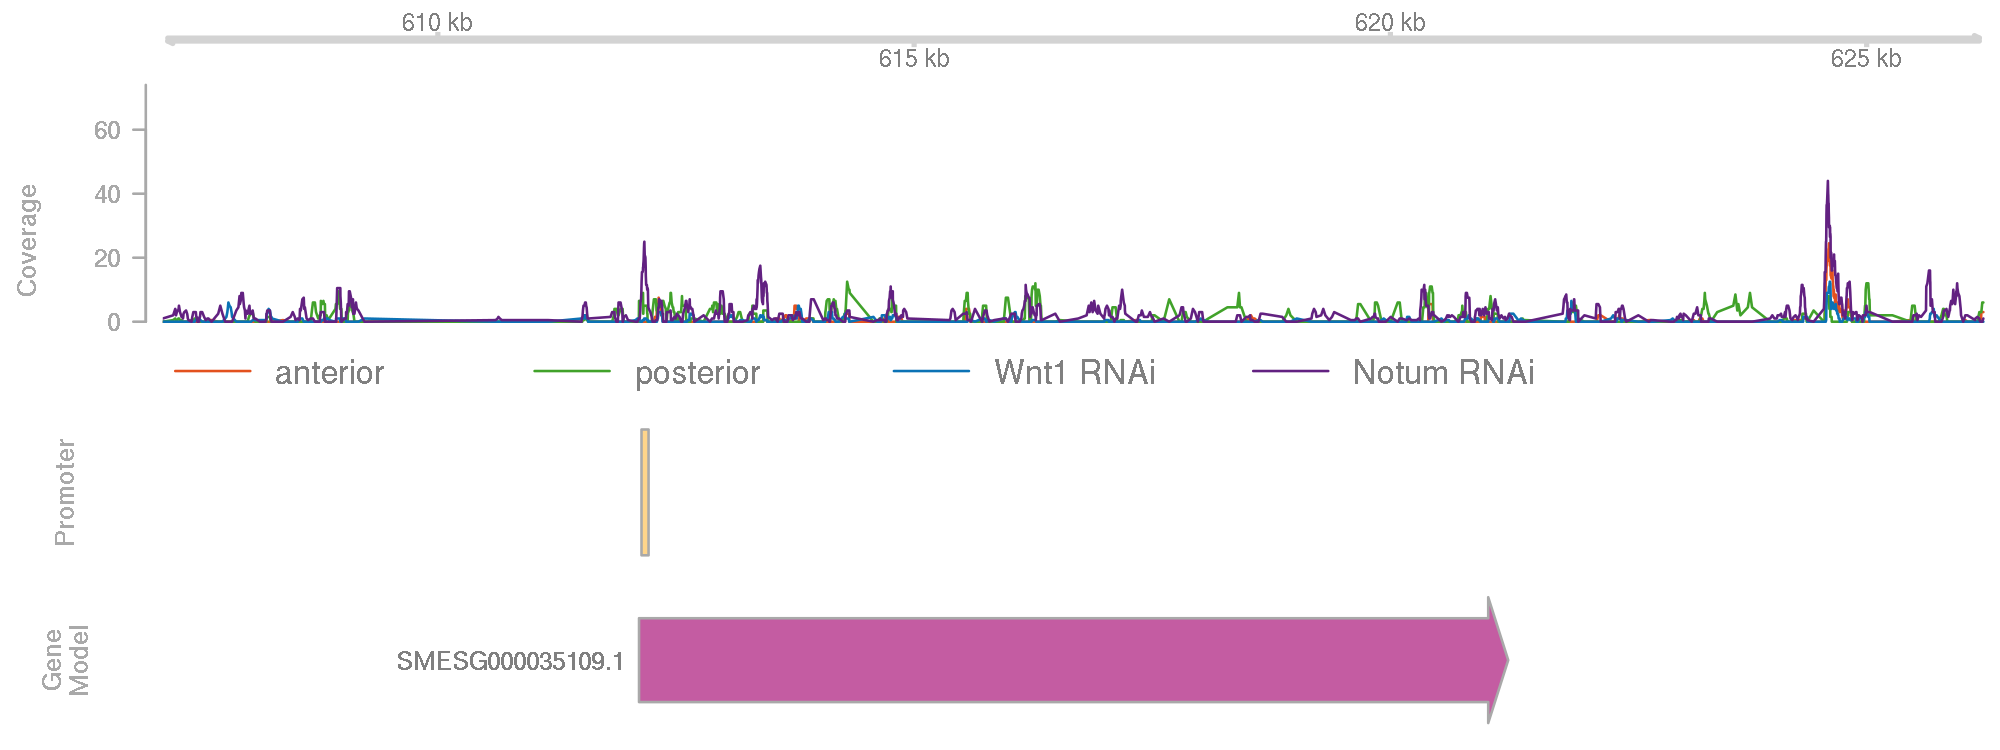 610 kb
620 kb
615 kb
625 kb
Coverage
60
40
20
0
anterior posterior Wnt1 RNAi Notum RNAi
Promoter
Gene
Model
SMESG000035109.1